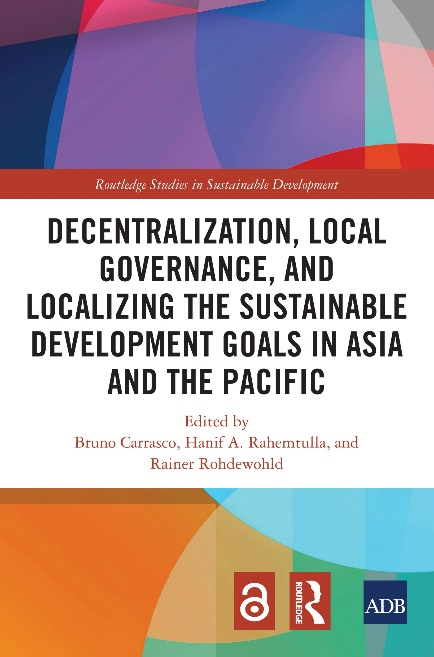 Routledge Studies in Sustainable Development
DECENTRALIZATION, LOCAL
GOVERNANCE, AND
LOCALIZING THE SUSTAINABLE
DEVELOPMENT GOALS IN ASIA
AND THE PACIFIC
Edited by
Bruno Carrasco, Hanif A. Rahemtulla, and
Rainer Rohdewohld
ROUTLEDGE
ADB